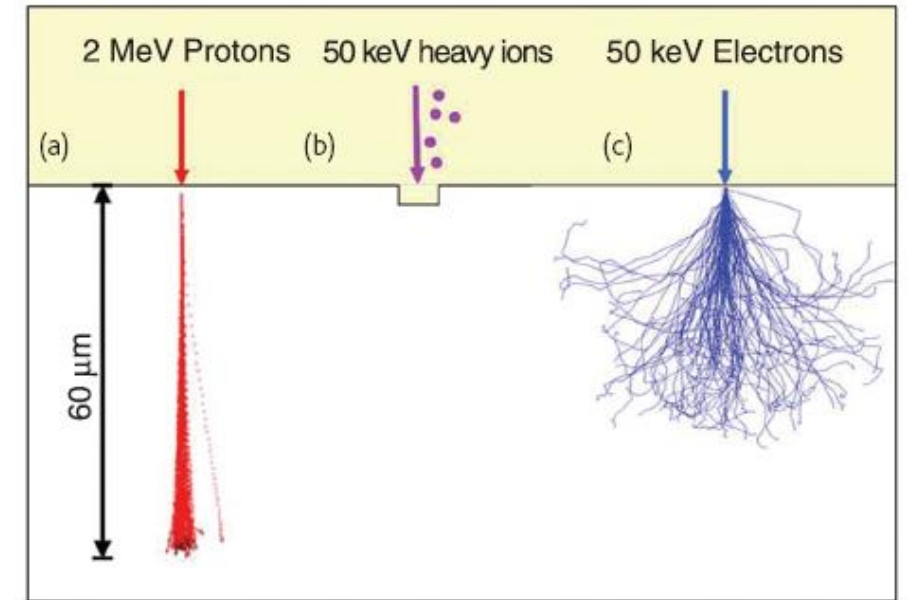 2 MeV Protons
50 keV heavy ions
50 keV Electrons
(a)
(b)
(c)
60 μm